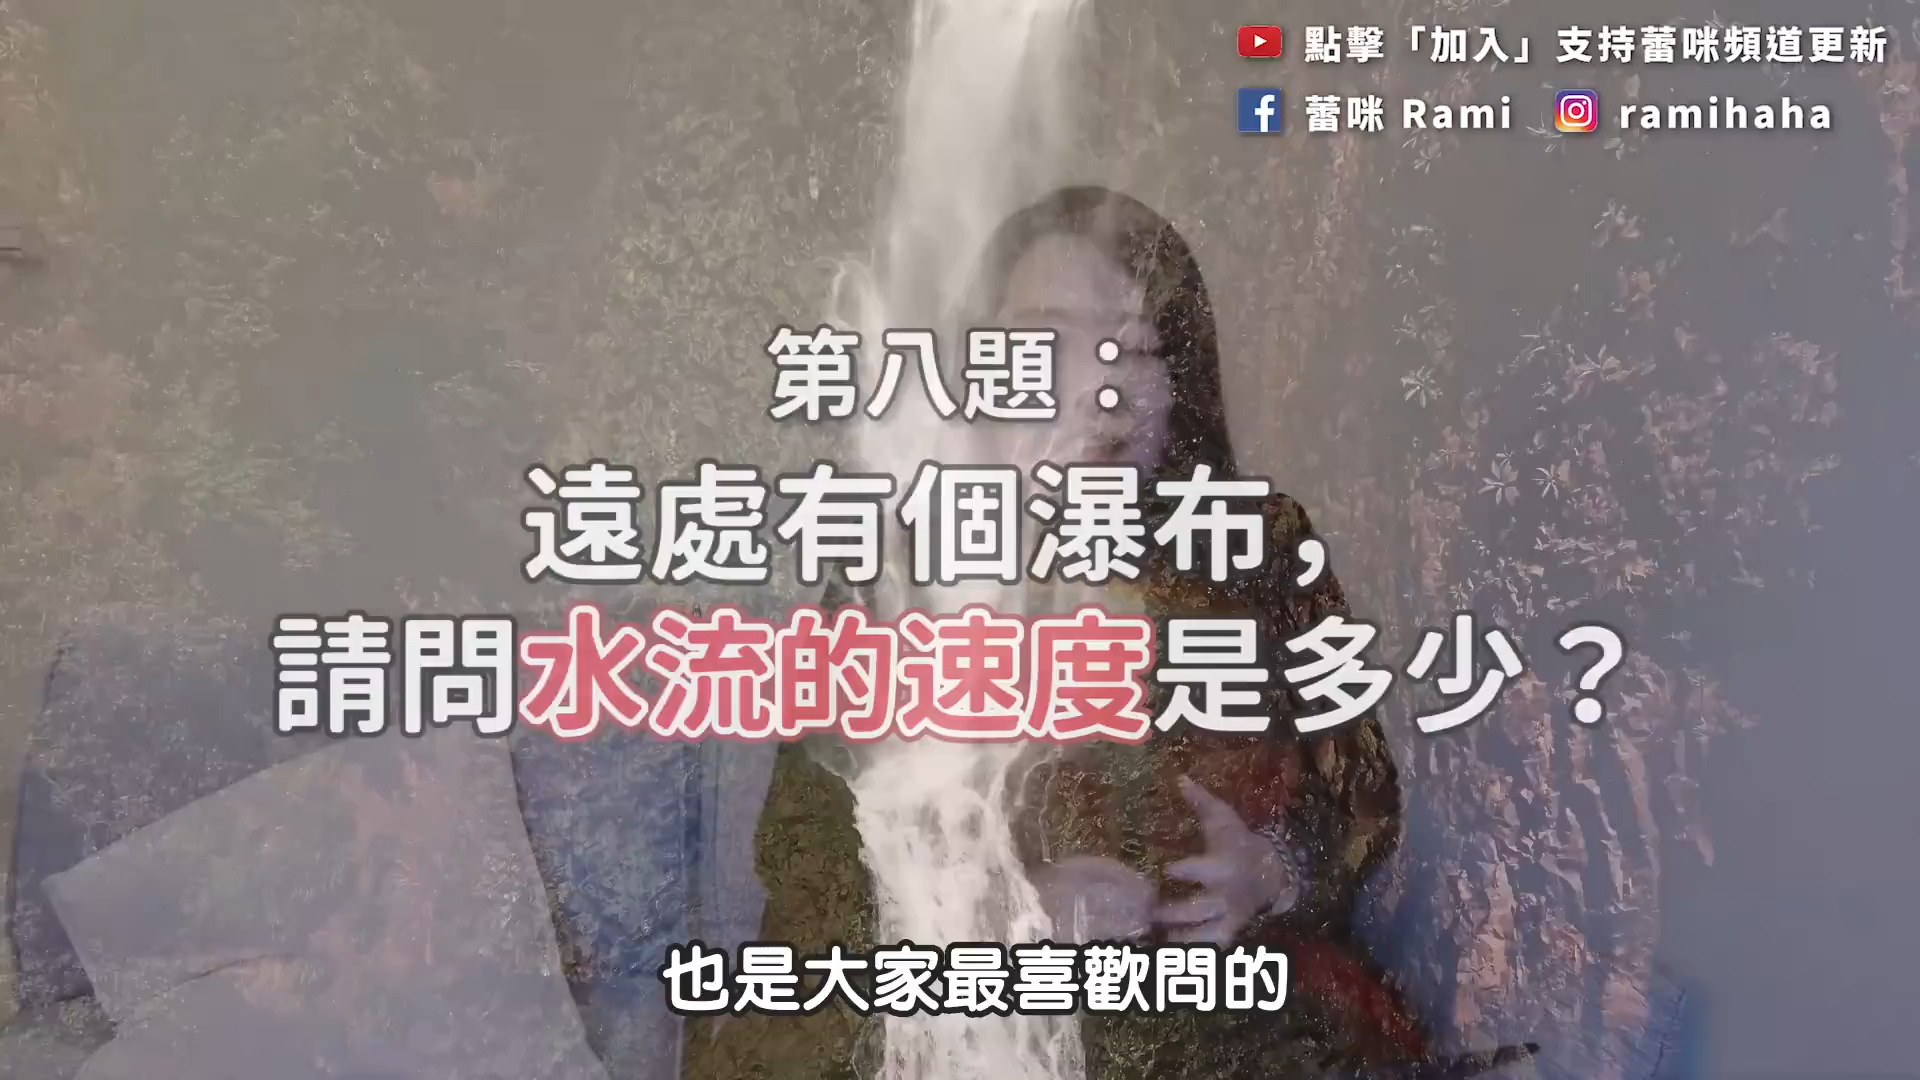 點擊「加入」支持蕾咪頻道更新
蕾咪 Rami ramihaha
第八題：
遠處有個瀑布，
請問水流的速度是多少？
也是大家最喜歡問的